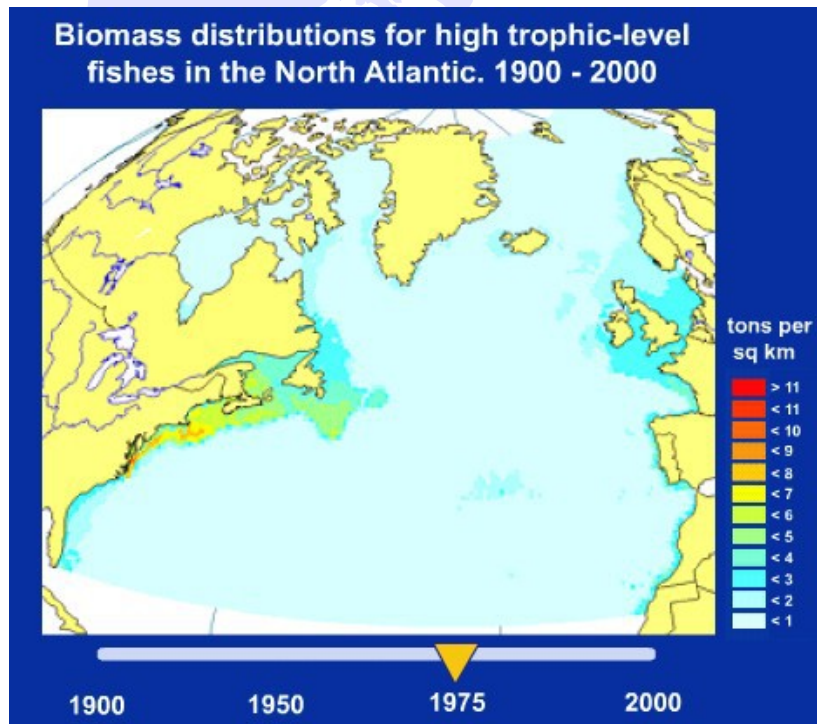 Biomass distributions for high trophic-level
fishes in the North Atlantic. 1900 - 2000
tons per
sq km
> 11
< 11
< 10
< 9
< 8
< 7
< 6
< 5
< 4
< 3
< 2
< 1
1900 1950 1975 2000